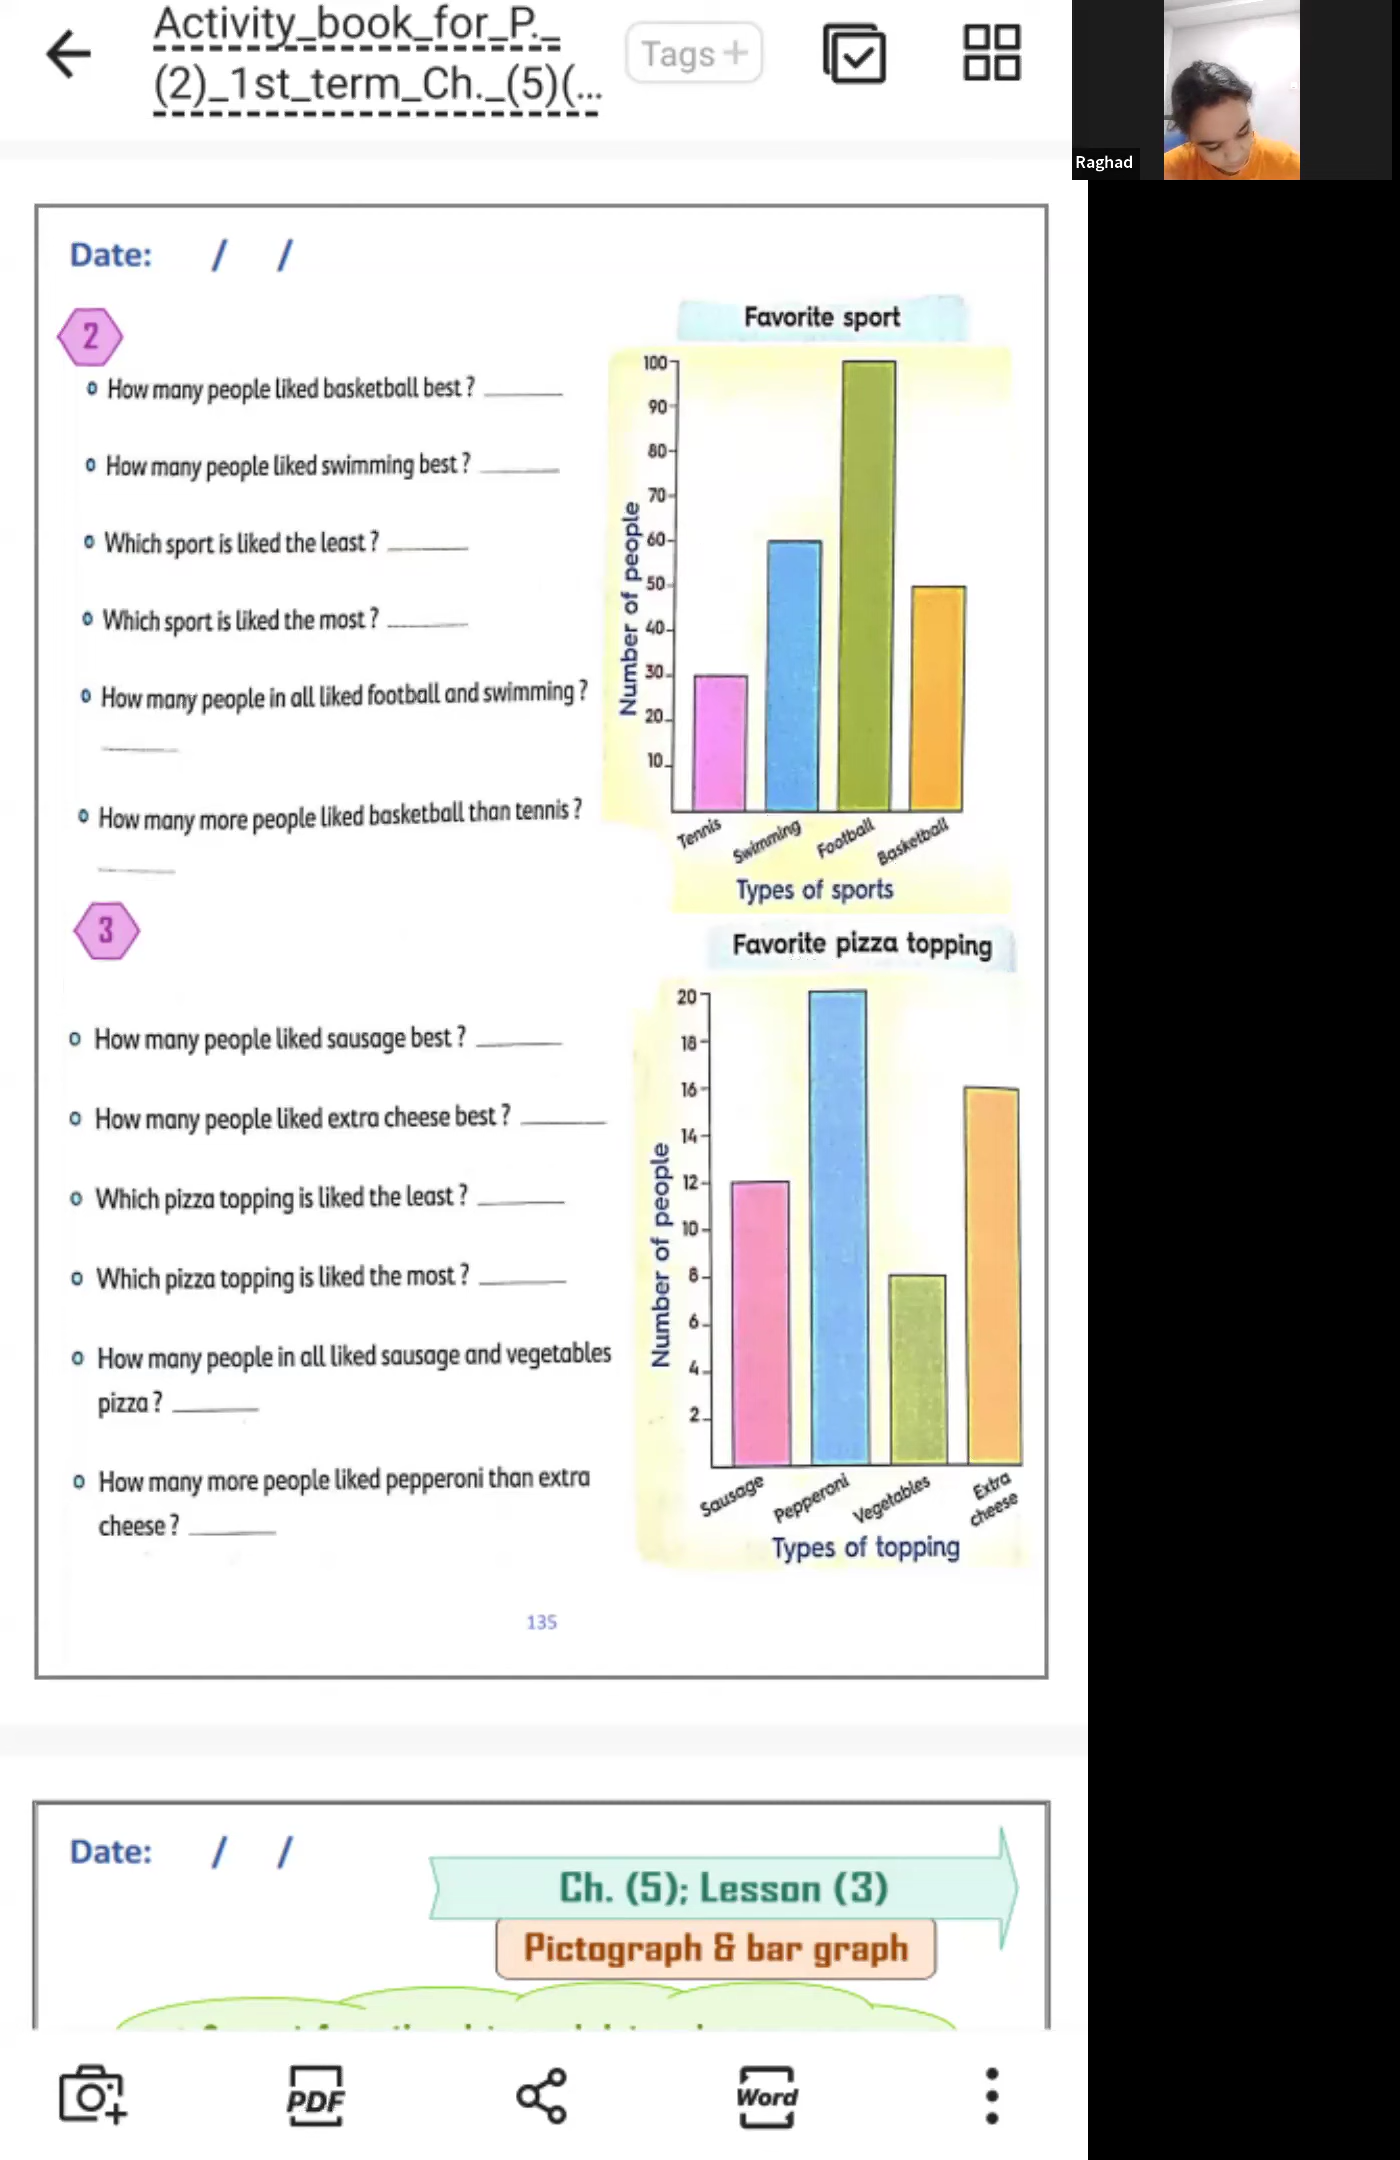 Activity_book_for_P._
(2)_1st_term_Ch._(5)(...
Tags+
Raghad
Date: / /
2
How many people liked basketball best ?
How many people liked swimming best ?
Which sport is liked the least ?
Which sport is liked the most ?
How many people in all liked football and swimming ?
How many more people liked basketball than tennis ?
Favorite sport
100
90
80
70
60
50
40
30
20
10
Number of people
Tennis
Swimming
Football
Basketball
Types of sports
3
How many people liked sausage best ?
How many people liked extra cheese best ?
Which pizza topping is liked the least ?
Which pizza topping is liked the most ?
How many people in all liked sausage and vegetables
pizza ?
How many more people liked pepperoni than extra
cheese ?
Favorite pizza topping
20
18
16
14
12
10
8
6
4
2
Number of people
Sausage
Pepperoni
Vegetables
Extra
cheese
Types of topping
135
Date: / /
Ch. (5); Lesson (3)
Pictograph & bar graph
PDF
Word